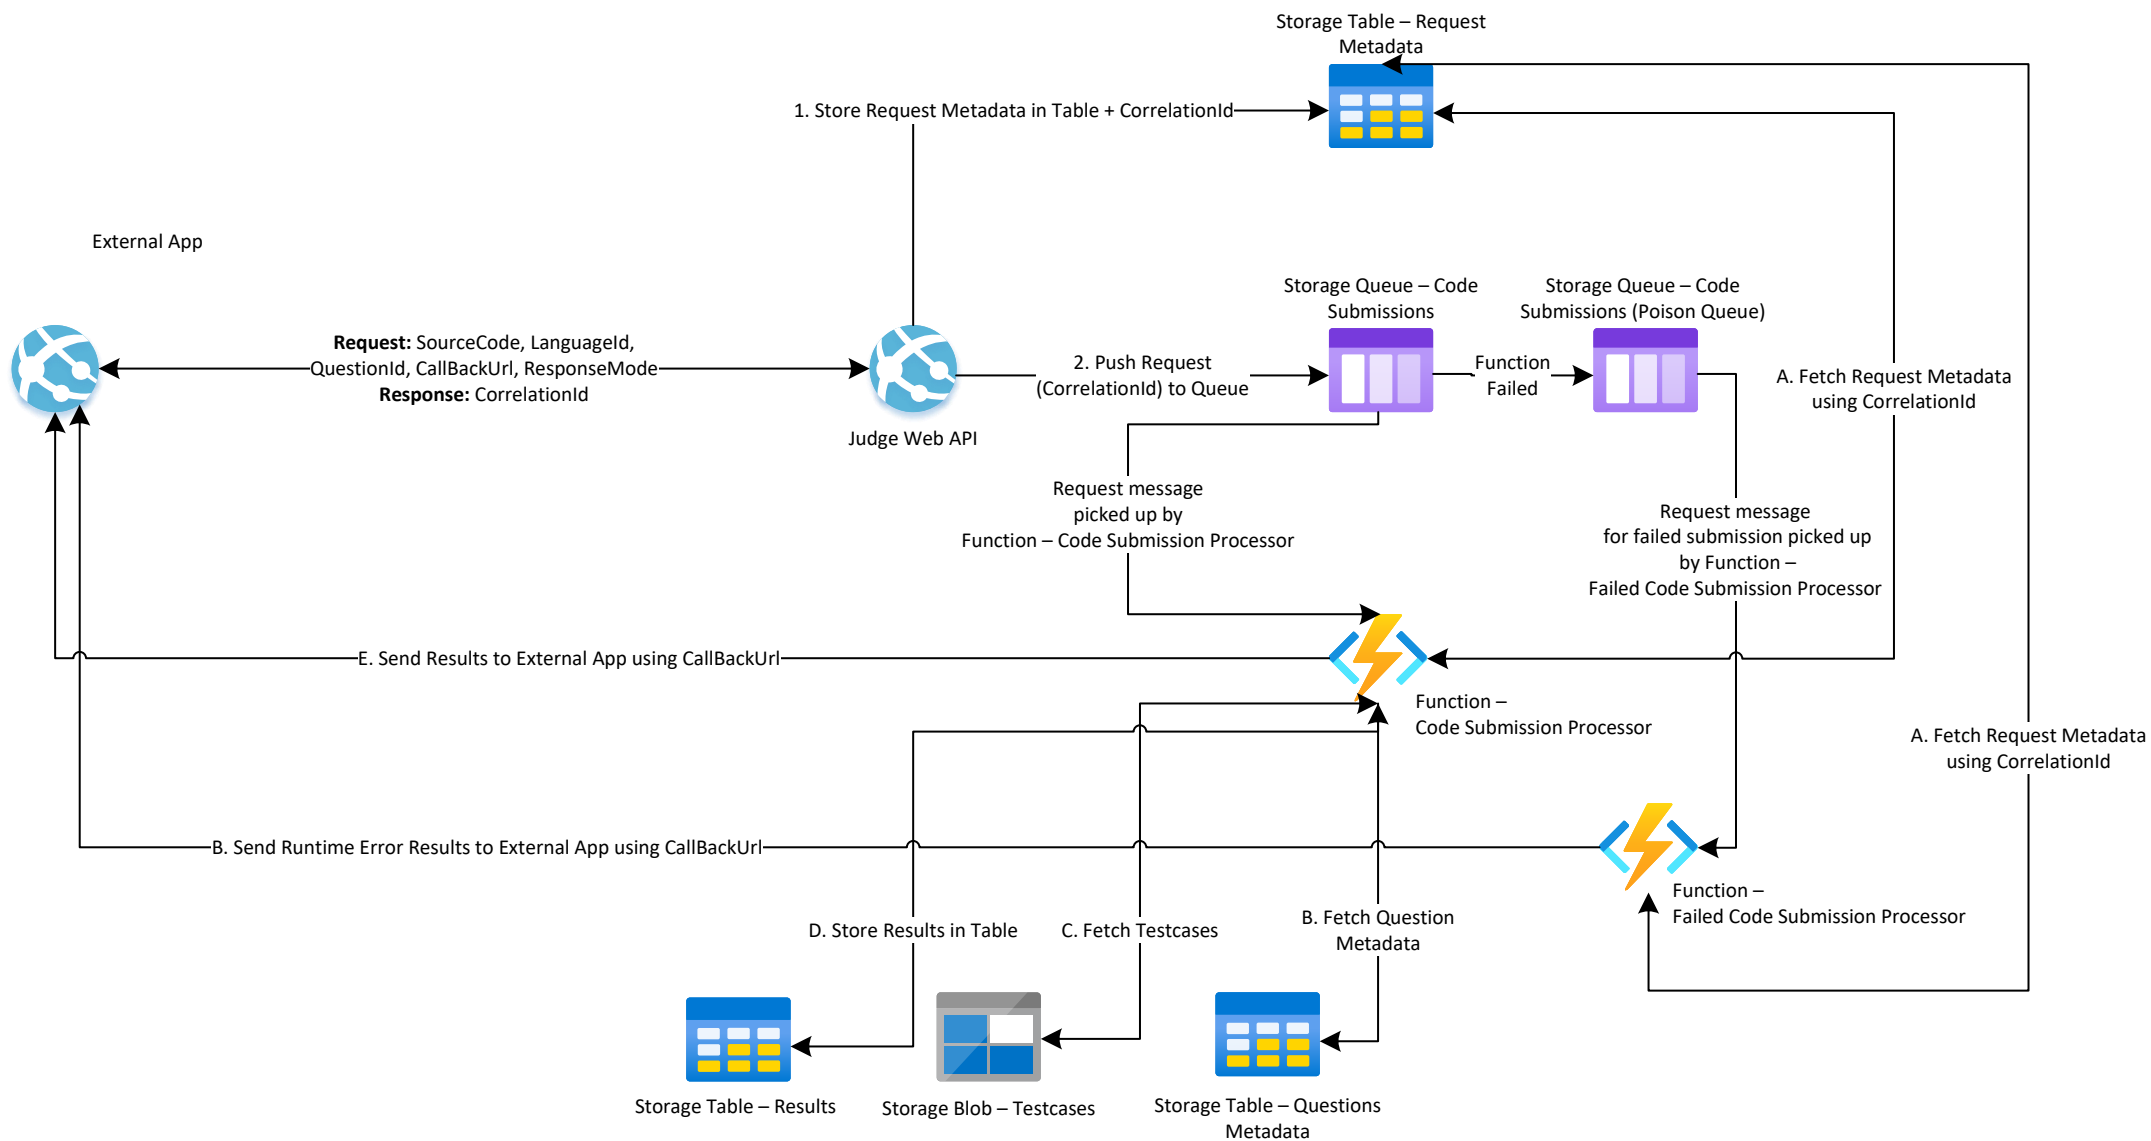 Storage Table – Request
Metadata
1. Store Request Metadata in Table + CorrelationId
External App
Storage Queue – Code
Submissions
Storage Queue – Code
Submissions (Poison Queue)
Request: SourceCode, LanguageId,
QuestionId, CallBackUrl, ResponseMode
Response: CorrelationId
2. Push Request
(CorrelationId) to Queue
Function
Failed
A. Fetch Request Metadata
using CorrelationId
Judge Web API
Request message
picked up by
Function – Code Submission Processor
Request message
for failed submission picked up
by Function –
Failed Code Submission Processor
E. Send Results to External App using CallBackUrl
Function –
Code Submission Processor
A. Fetch Request Metadata
using CorrelationId
B. Send Runtime Error Results to External App using CallBackUrl
Function –
Failed Code Submission Processor
D. Store Results in Table
C. Fetch Testcases
B. Fetch Question
Metadata
Storage Table – Results
Storage Blob – Testcases
Storage Table – Questions
Metadata